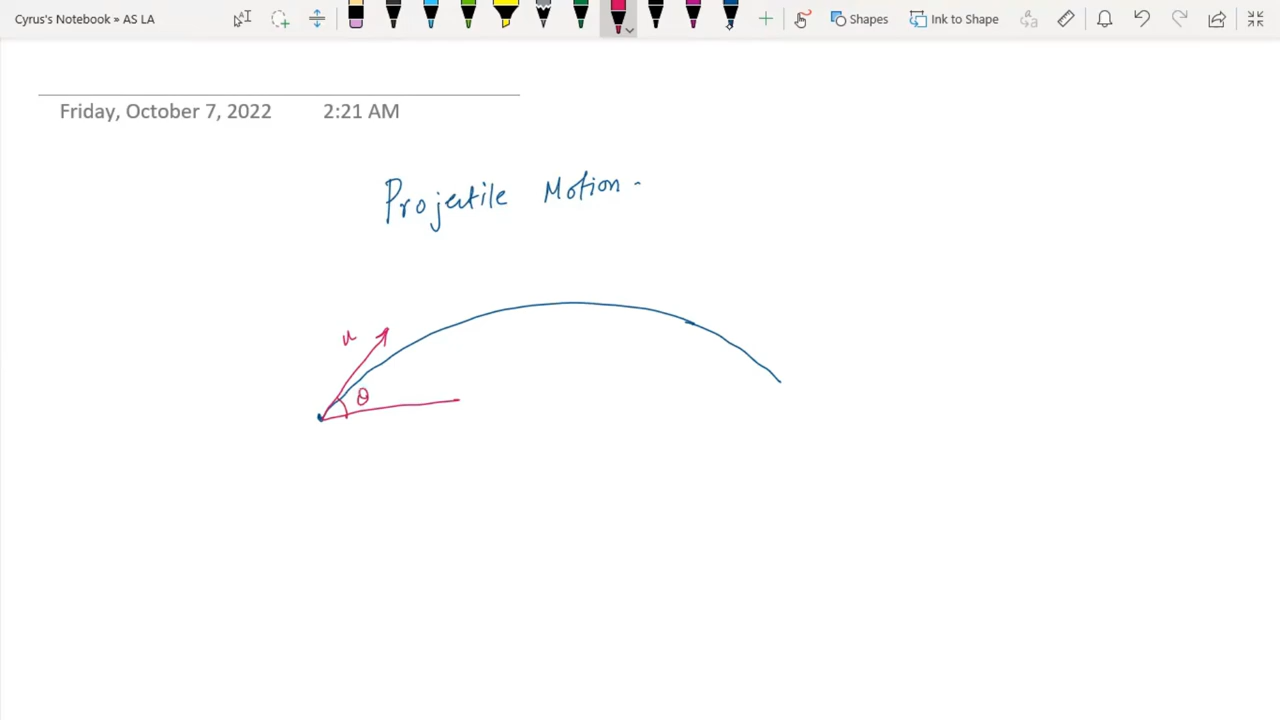 Cyrus's Notebook » AS LA
Shapes
Ink to Shape
Friday, October 7, 2022 2:21 AM
Projectile Motion -
u
θ